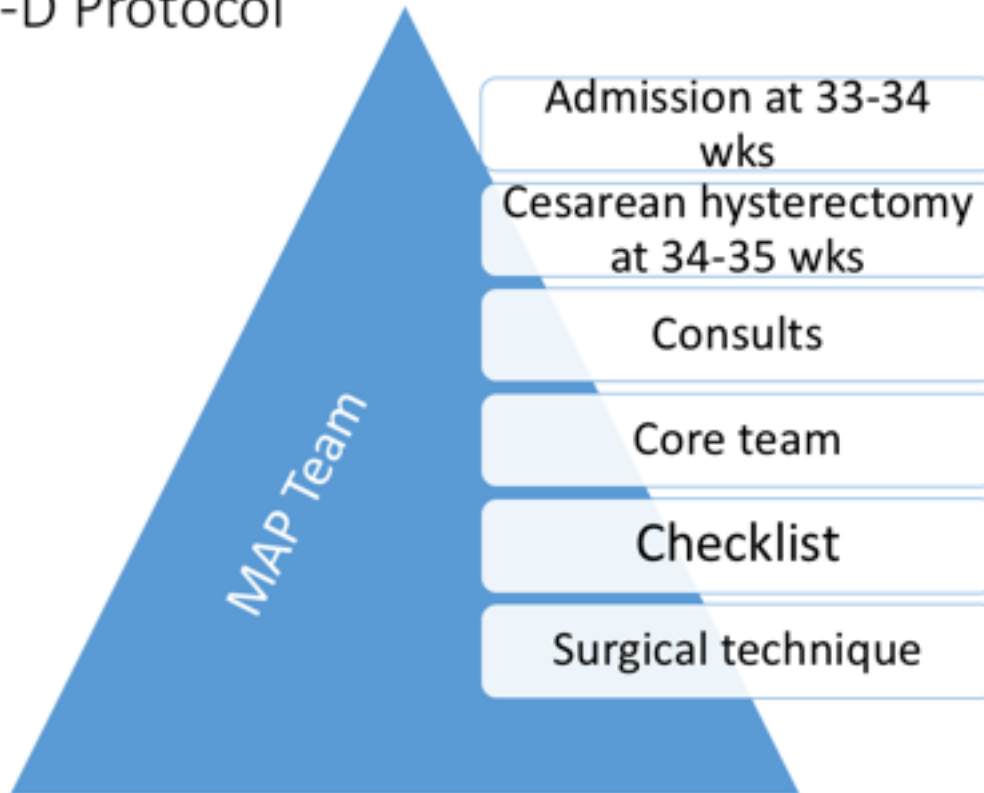 -D Protocol
Admission at 33-34
wks
Cesarean hysterectomy
at 34-35 wks
Consults
Core team
Checklist
Surgical technique
MAP Team